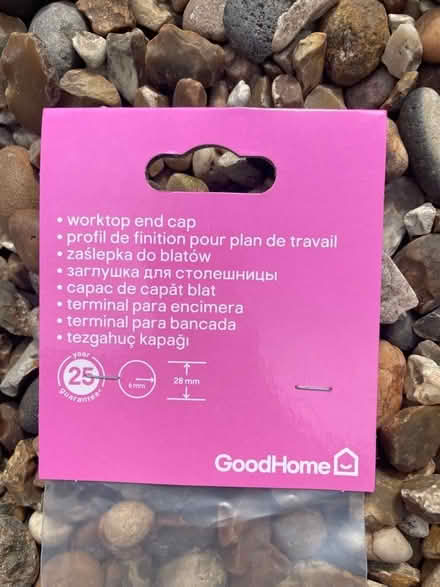 • worktop end cap
• profil de finition pour plan de travail
• zaślepka do blatów
• заглушка для столешницы
• capac de capăt blat
• terminal para encimera
• terminal para bancada
• tezgahuç kapağı
year
25
guarantee
6 mm
28 mm
GoodHome